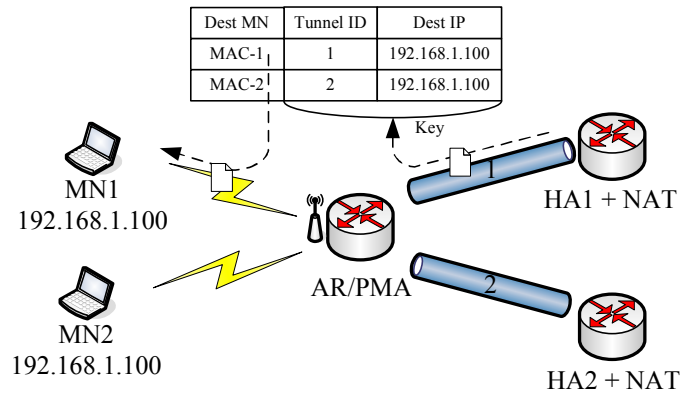 Dest MN Tunnel ID Dest IP
MAC-1 1 192.168.1.100
MAC-2 2 192.168.1.100
Key
1
HA1 + NAT
MN1
192.168.1.100
AR/PMA
2
MN2
192.168.1.100
HA2 + NAT